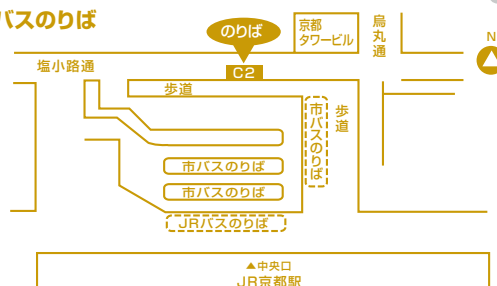 バスのりば
のりば
京都
タワービル
烏丸通
N
塩小路通
C2
歩道
市バスのりば
歩道
市バスのりば
市バスのりば
JRバスのりば
▲中央口
JR京都駅